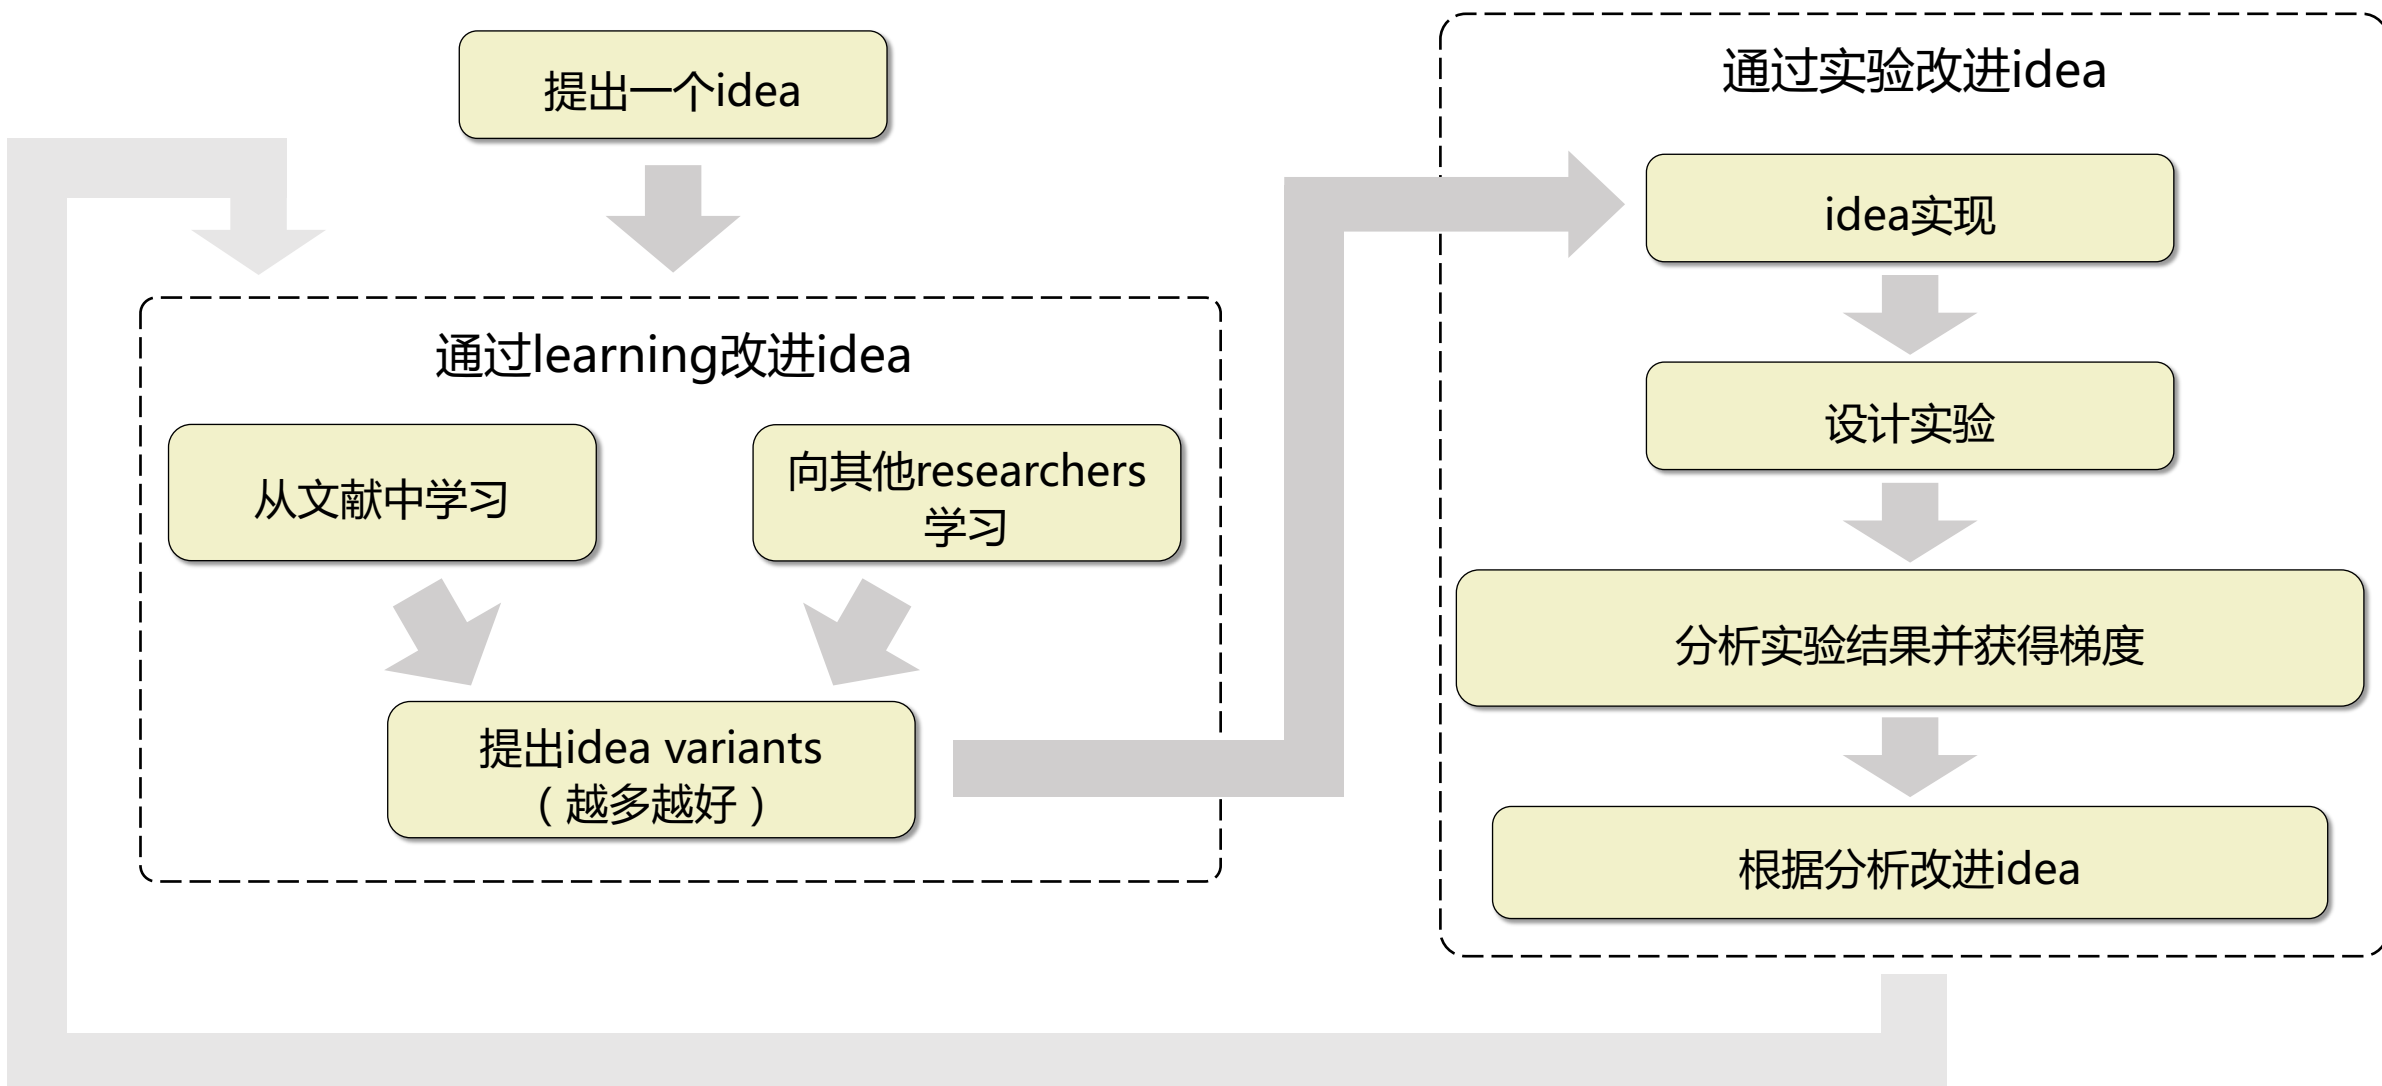 提出一个idea
通过learning改进idea
从文献中学习
向其他researchers
学习
提出idea variants
（越多越好）
通过实验改进idea
idea实现
设计实验
分析实验结果并获得梯度
根据分析改进idea